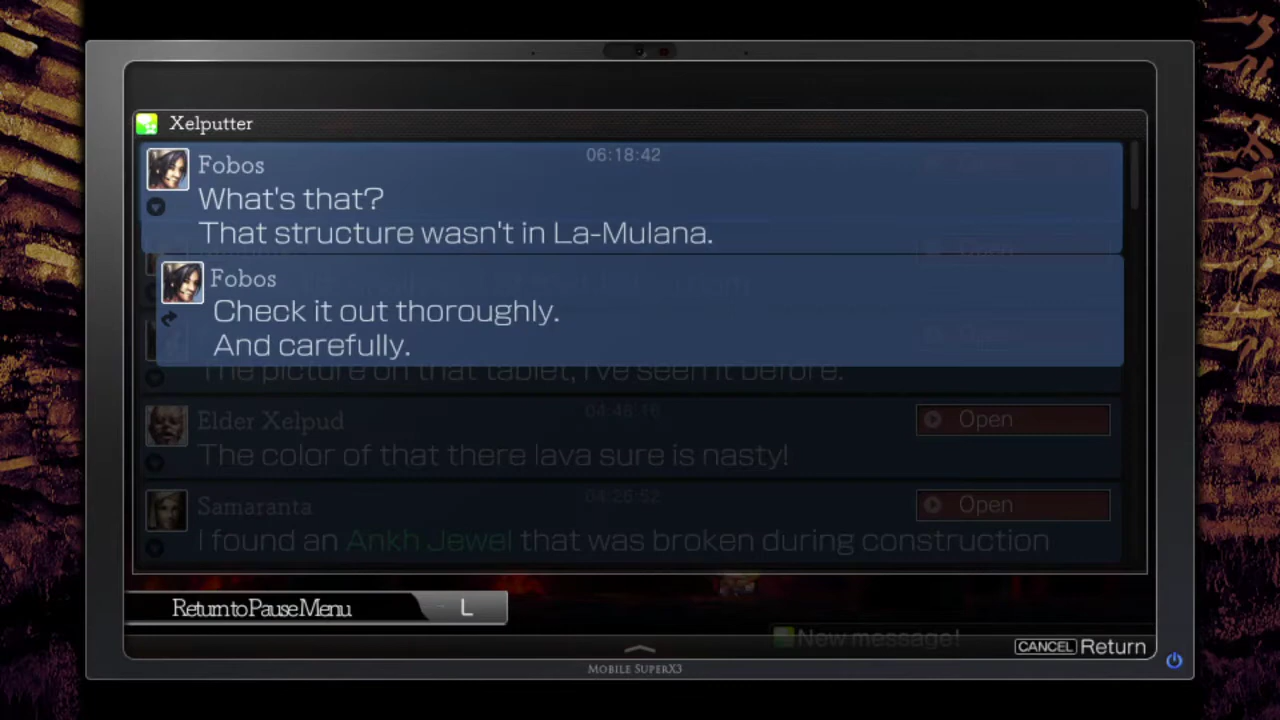 Xelputter
Fobos
06:18:42
What's that?
That structure wasn't in La-Mulana.
Fobos
Check it out thoroughly.
And carefully.
The picture on that tablet, I've seen it before.
Elder Xelpud
04:46:16
Open
The color of that there lava sure is nasty!
Samaranta
04:26:52
Open
I found an Ankh Jewel that was broken during construction
Return to Pause Menu
L
New message!
CANCEL Return
MOBILE SUPERX3